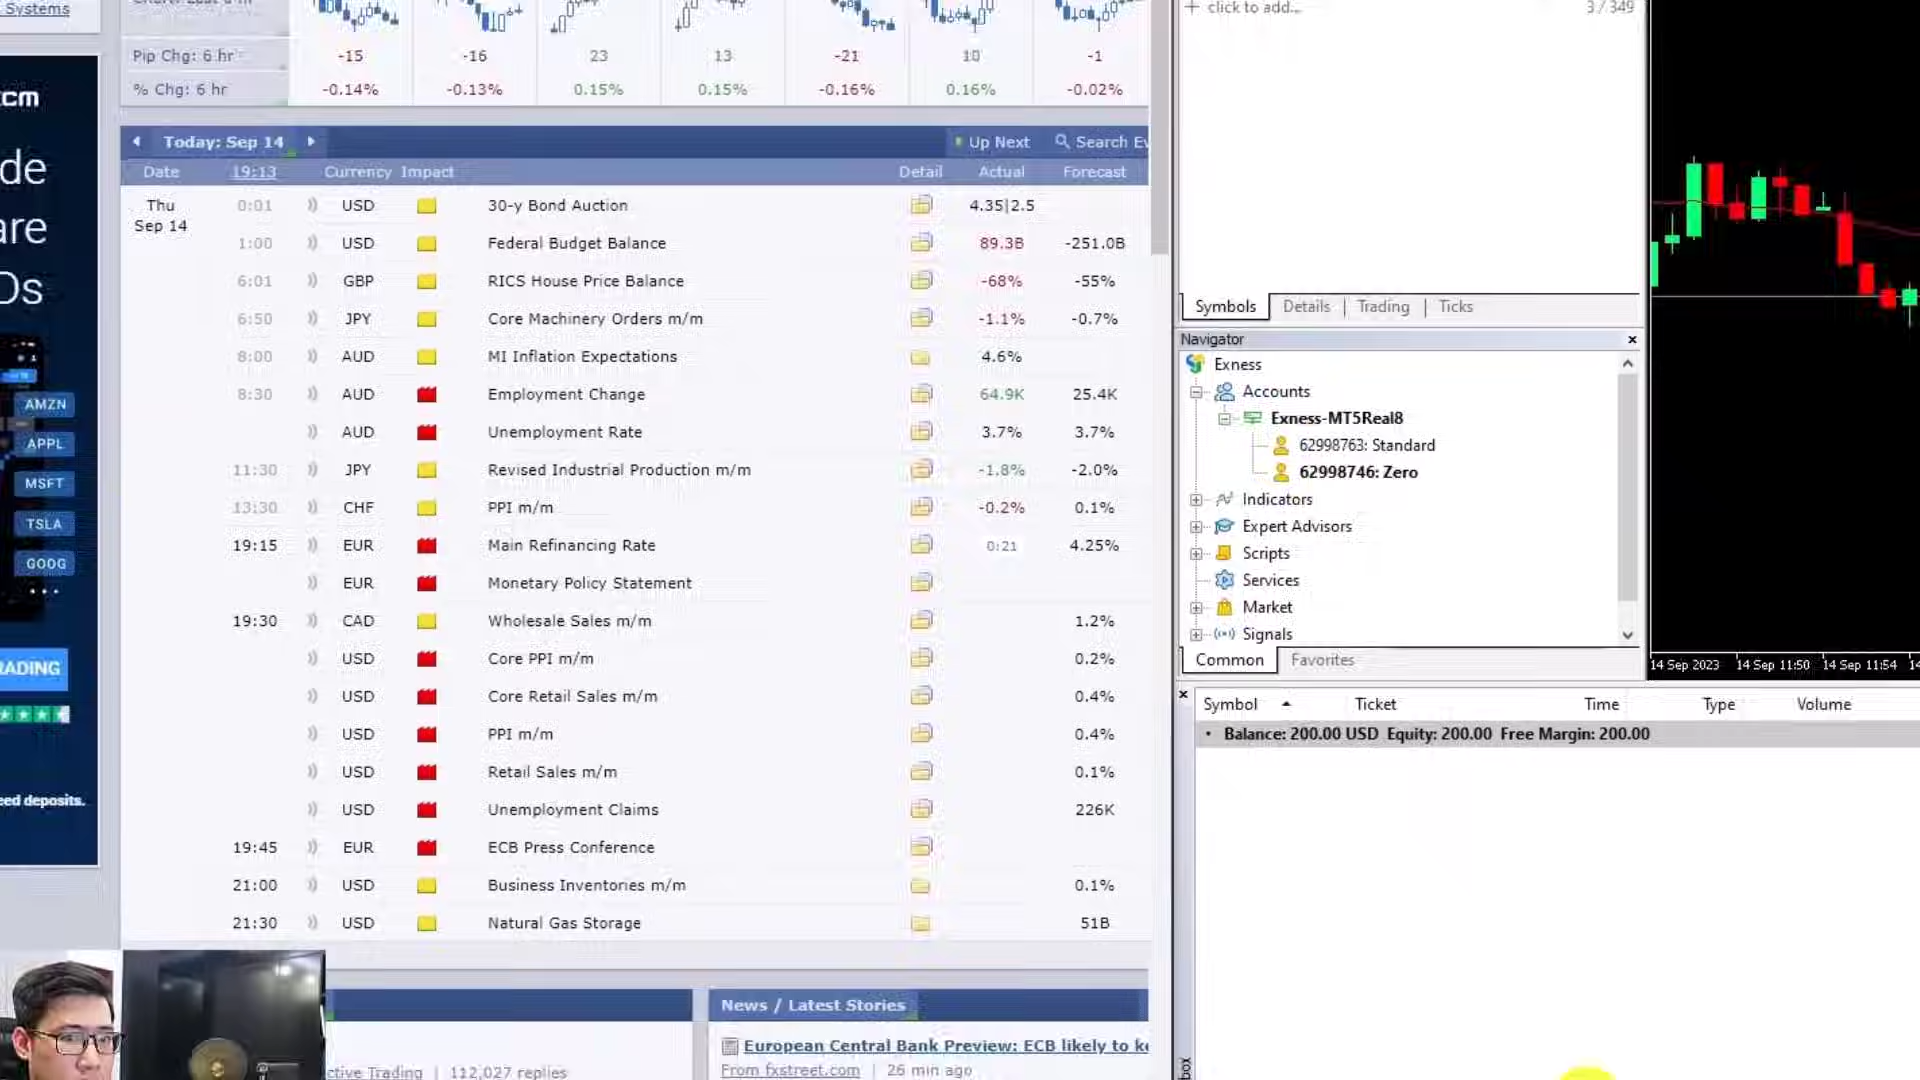 Systems
Pip Chg: 6 hr -15 -16 23 13 -21 10 -1
% Chg: 6 hr -0.14% -0.13% 0.15% 0.15% -0.16% 0.16% -0.02%
Today: Sep 14 Up Next Search Ev
Date 19:13 Currency Impact Detail Actual Forecast
Thu 0:01 USD 30-y Bond Auction 4.35|2.5
Sep 14
1:00 USD Federal Budget Balance 89.3B -251.0B
6:01 GBP RICS House Price Balance -68% -55%
6:50 JPY Core Machinery Orders m/m -1.1% -0.7%
8:00 AUD MI Inflation Expectations 4.6%
8:30 AUD Employment Change 64.9K 25.4K
AUD Unemployment Rate 3.7% 3.7%
11:30 JPY Revised Industrial Production m/m -1.8% -2.0%
13:30 CHF PPI m/m -0.2% 0.1%
19:15 EUR Main Refinancing Rate 0:21 4.25%
EUR Monetary Policy Statement
19:30 CAD Wholesale Sales m/m 1.2%
USD Core PPI m/m 0.2%
USD Core Retail Sales m/m 0.4%
USD PPI m/m 0.4%
USD Retail Sales m/m 0.1%
USD Unemployment Claims 226K
19:45 EUR ECB Press Conference
21:00 USD Business Inventories m/m 0.1%
21:30 USD Natural Gas Storage 51B
cm
de
are
Ds
AMZN
APPL
MSFT
TSLA
GOOG
...
RADING
eed deposits.
ctive Trading | 112,027 replies
News / Latest Stories
European Central Bank Preview: ECB likely to ke
From fxstreet.com | 26 min ago
click to add... 3 / 349
Symbols Details Trading Ticks
Navigator
Exness
Accounts
Exness-MT5Real8
62998763: Standard
62998746: Zero
Indicators
Expert Advisors
Scripts
Services
Market
Signals
Common Favorites
14 Sep 2023 14 Sep 11:50 14 Sep 11:54 14
Symbol Ticket Time Type Volume
Balance: 200.00 USD Equity: 200.00 Free Margin: 200.00
box